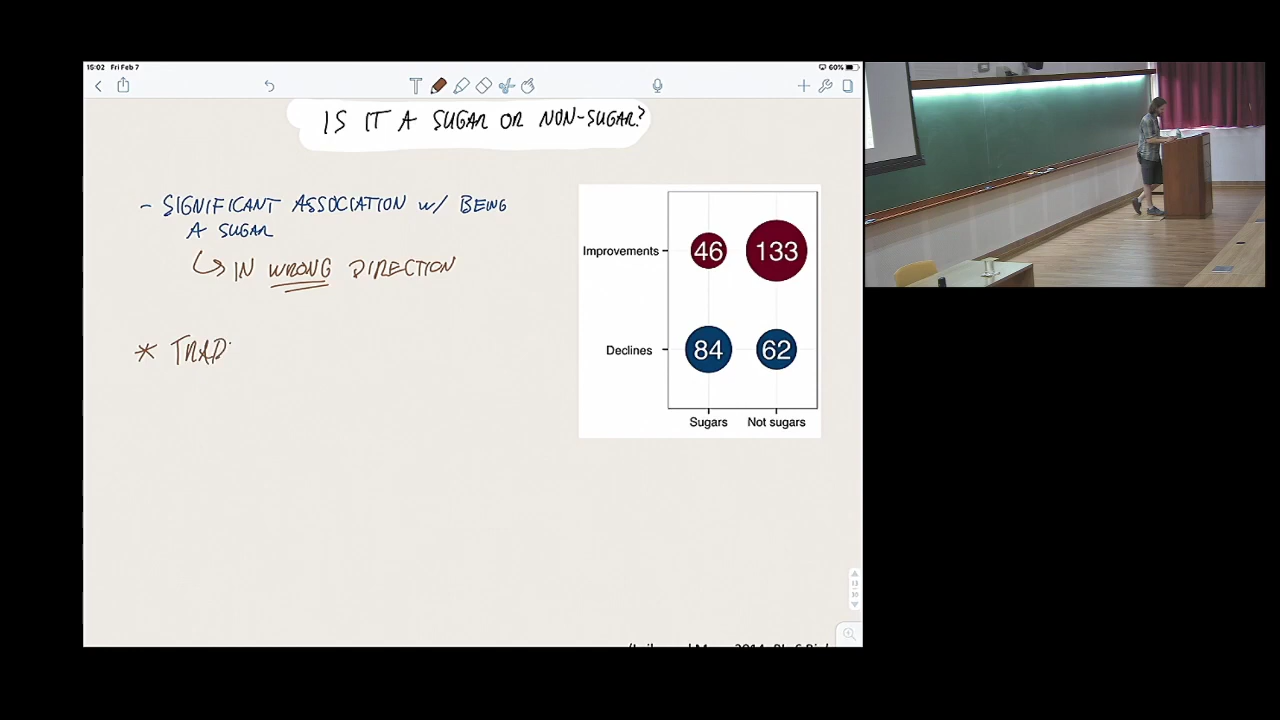 15:02 Fri Feb 7
60%
T
IS IT A SUGAR OR NON-SUGAR?
- SIGNIFICANT ASSOCIATION W/ BEING
A SUGAR
IN WRONG DIRECTION
* TRAD
Improvements
46
133
Declines
84
62
Sugars
Not sugars